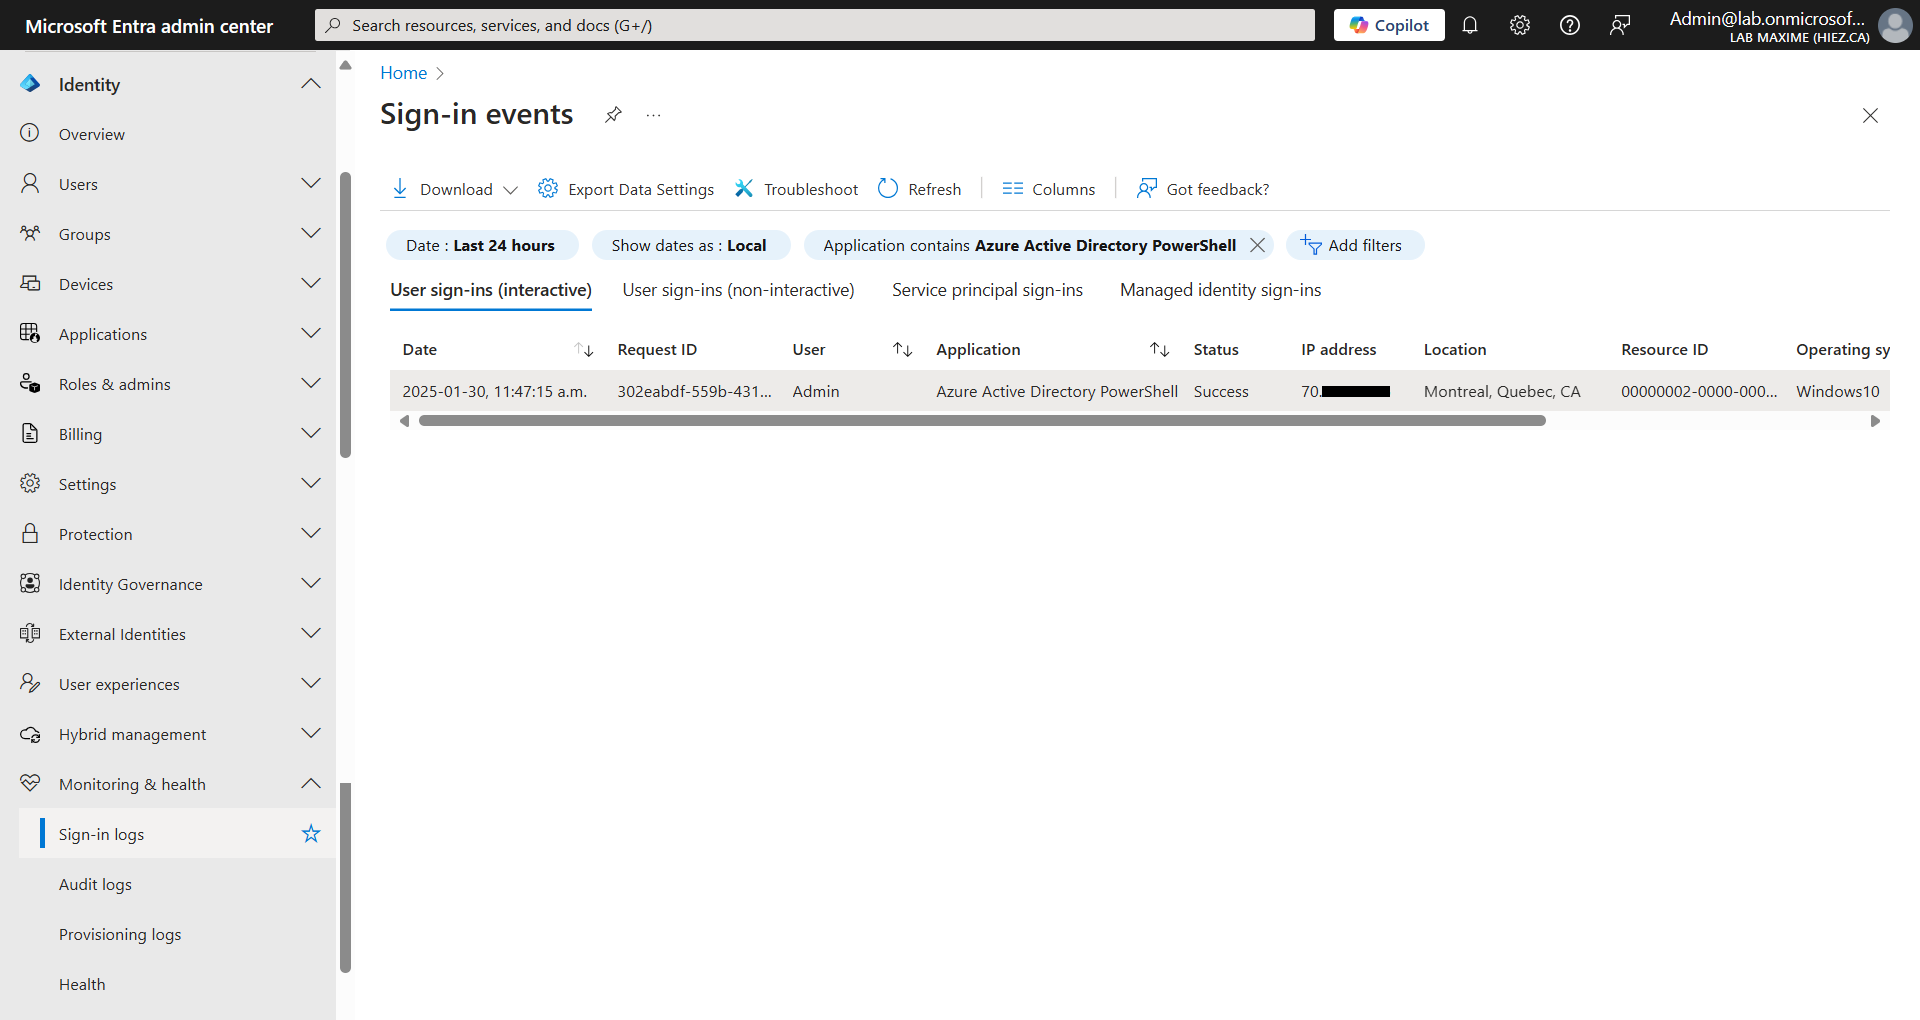 Microsoft Entra admin center
Search resources, services, and docs (G+/)
Copilot
Admin@lab.onmicrosof...
LAB MAXIME (HIEZ.CA)
Identity
Overview
Users
Groups
Devices
Applications
Roles & admins
Billing
Settings
Protection
Identity Governance
External Identities
User experiences
Hybrid management
Monitoring & health
Sign-in logs
Audit logs
Provisioning logs
Health
Home
Sign-in events
Download Export Data Settings Troubleshoot Refresh Columns Got feedback?
Date : Last 24 hours Show dates as : Local Application contains Azure Active Directory PowerShell Add filters
User sign-ins (interactive) User sign-ins (non-interactive) Service principal sign-ins Managed identity sign-ins
Date Request ID User Application Status IP address Location Resource ID Operating sy
2025-01-30, 11:47:15 a.m. 302eabdf-559b-431... Admin Azure Active Directory PowerShell Success 70. Montreal, Quebec, CA 00000002-0000-000... Windows10